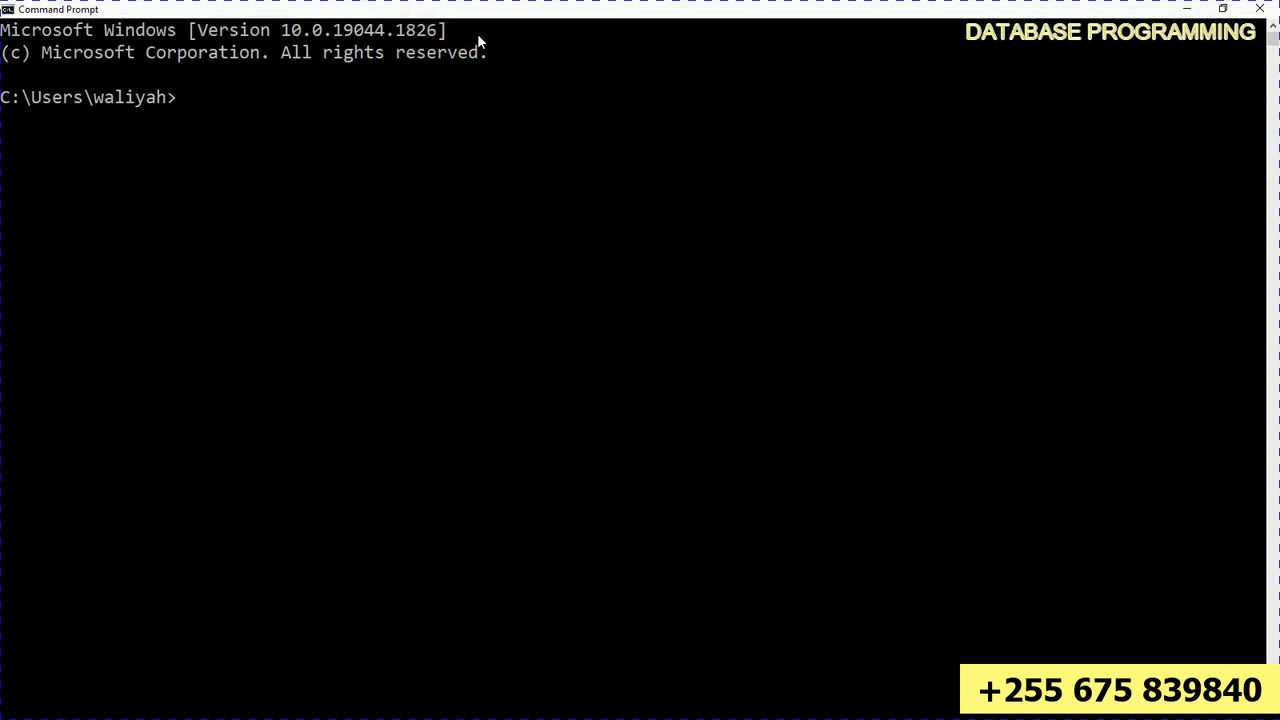 Command Prompt
Microsoft Windows [Version 10.0.19044.1826]
DATABASE PROGRAMMING
(c) Microsoft Corporation. All rights reserved.
C:\Users\waliyah>
+255 675 839840